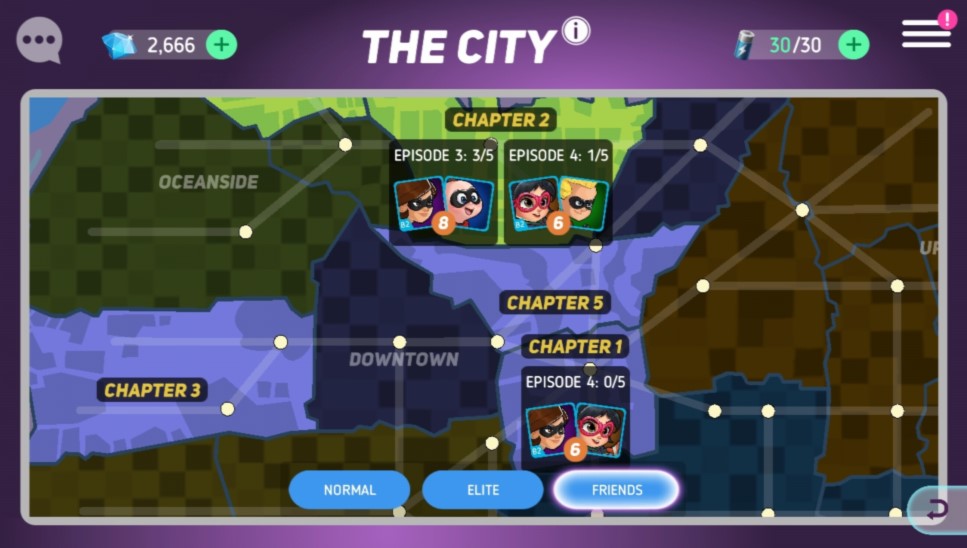 2,666
THE CITY
30/30
CHAPTER 2
EPISODE 3: 3/5
EPISODE 4: 1/5
OCEANSIDE
8
6
CHAPTER 5
CHAPTER 1
DOWNTOWN
EPISODE 4: 0/5
CHAPTER 3
6
NORMAL
ELITE
FRIENDS